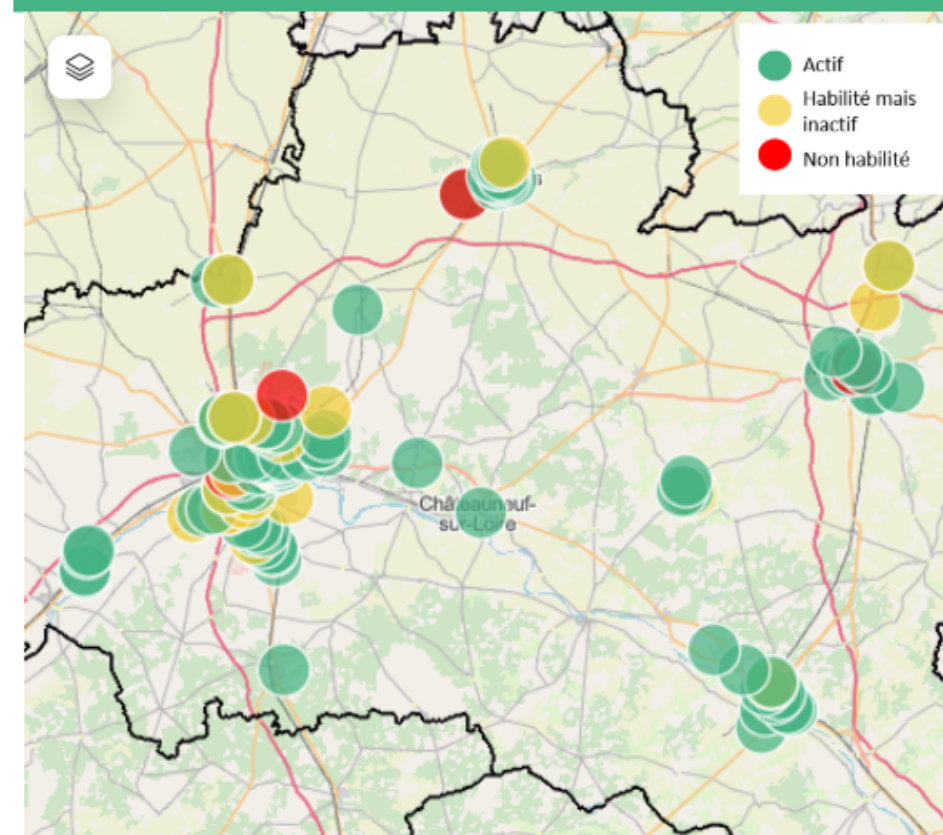 Actif
Habilité mais
inactif
Non habilité
Châteauneuf-
sur-Loire